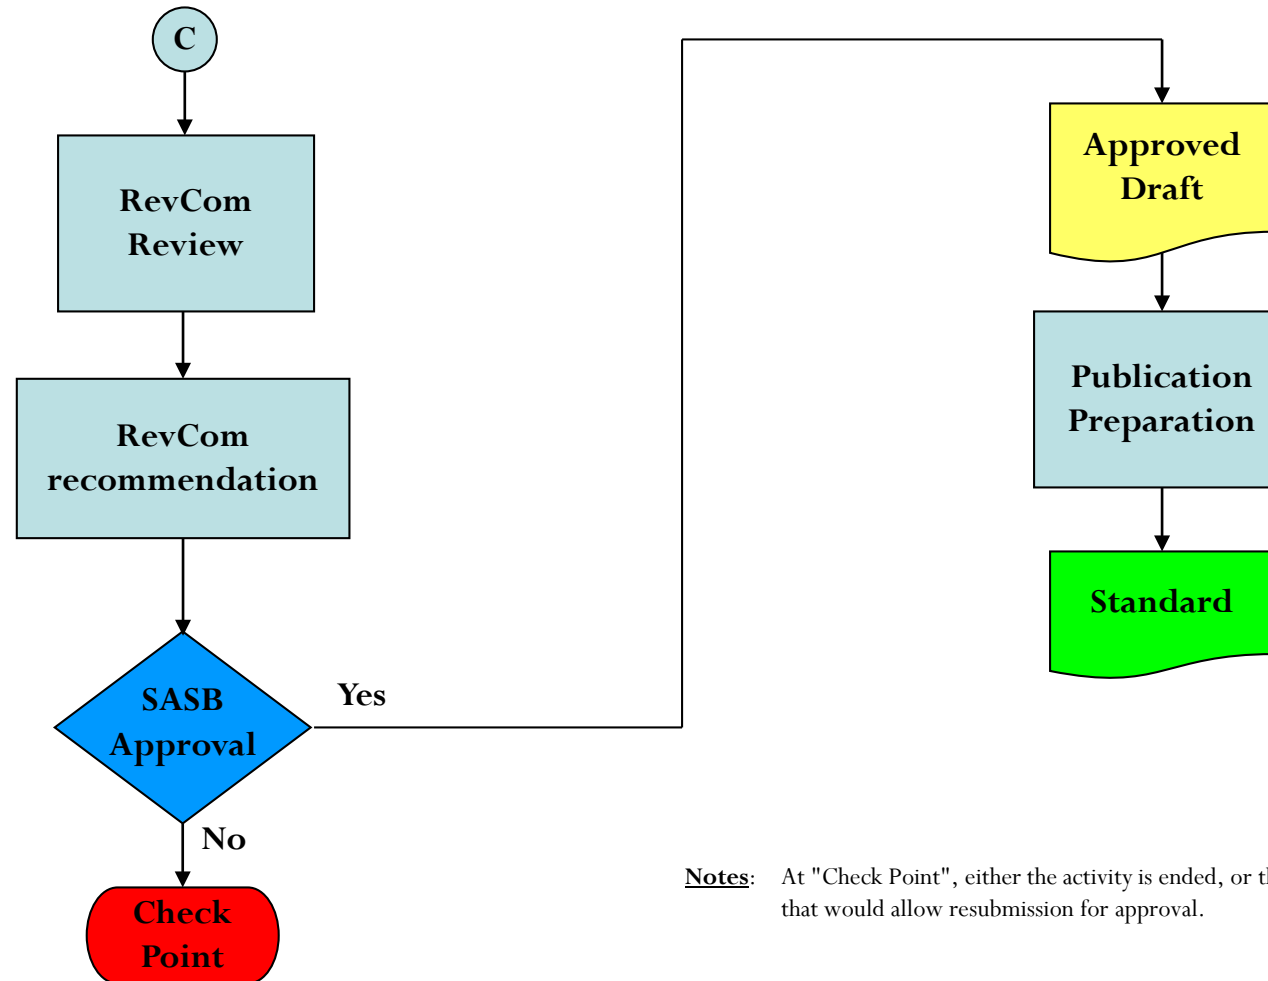 C
RevCom
Review
RevCom
recommendation
SASB
Approval
Yes
No
Check
Point
Approved
Draft
Publication
Preparation
Standard
Notes: At "Check Point", either the activity is ended, or
that would allow resubmission for approval.